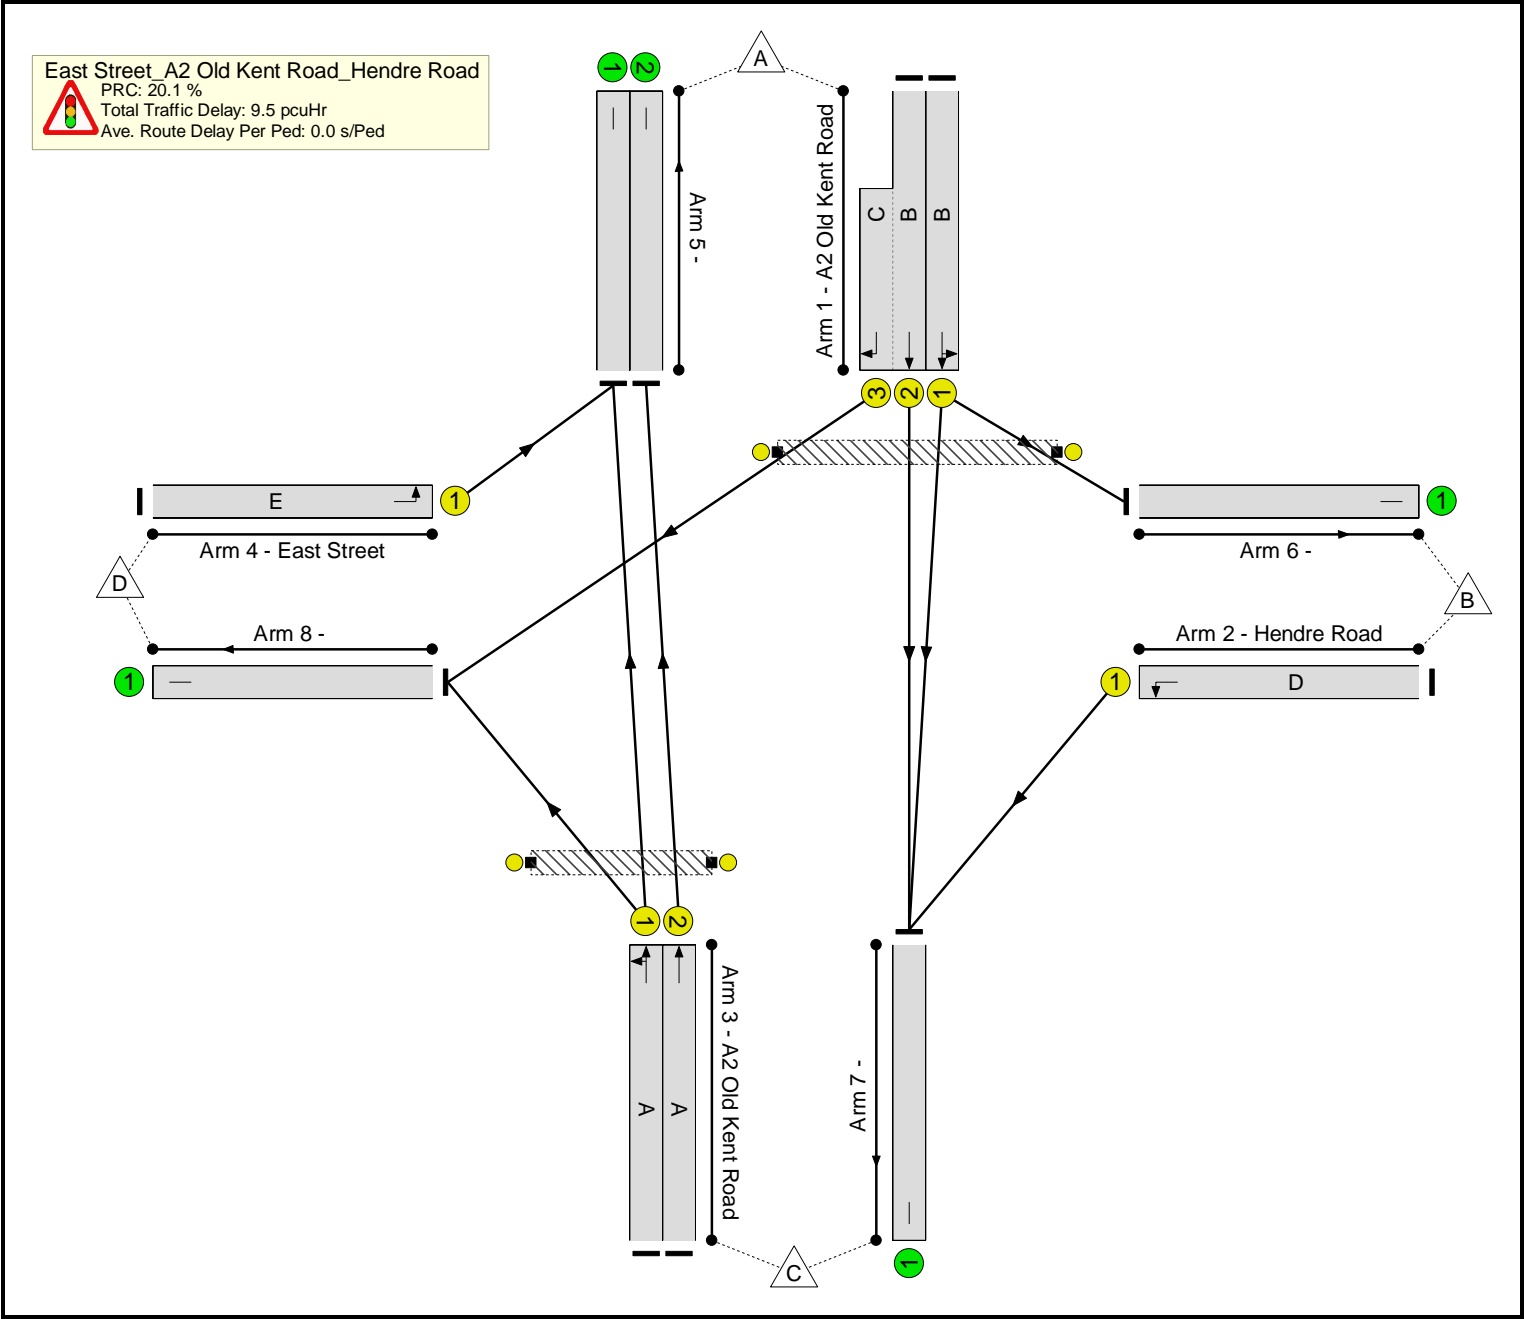 East Street_A2 Old Kent Road_Hendre Road
PRC: 20.1 %
Total Traffic Delay: 9.5 pcuHr
Ave. Route Delay Per Ped: 0.0 s/Ped
1
2
A
Arm 5 -
Arm 1 - A2 Old Kent Road
C
B
B
3
2
1
E
1
Arm 4 - East Street
D
Arm 8 -
1
1
Arm 6 -
B
Arm 2 - Hendre Road
1
D
1
2
A
A
Arm 3 - A2 Old Kent Road
Arm 7 -
C
1